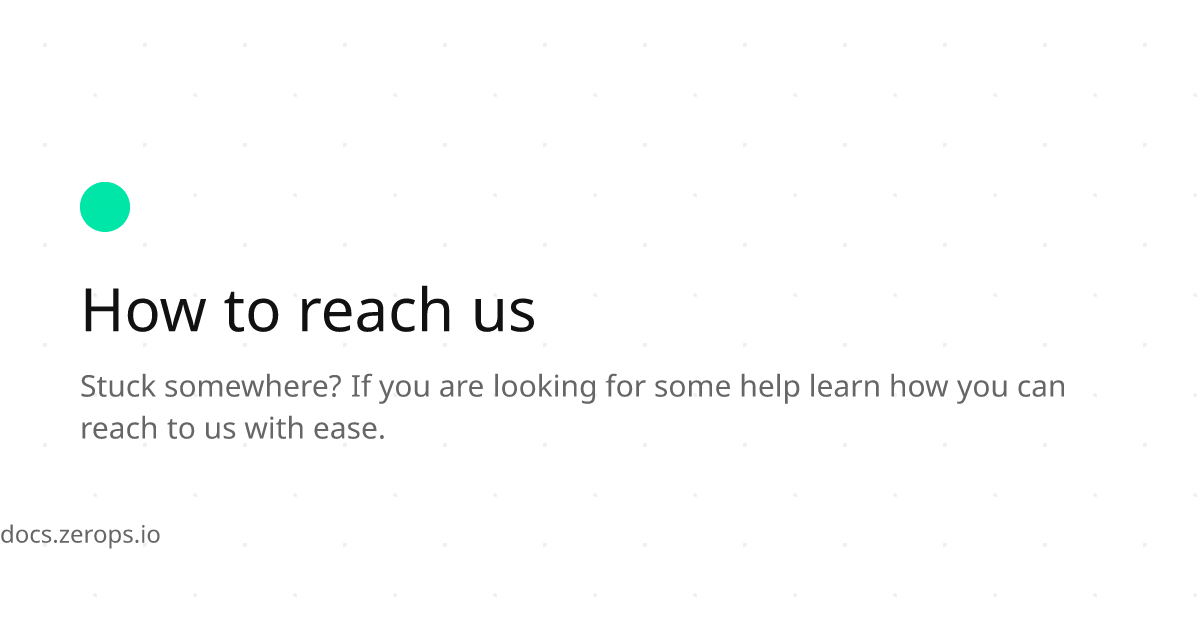 How to reach us
Stuck somewhere? If you are looking for some help learn how you can
reach to us with ease.
docs.zerops.io